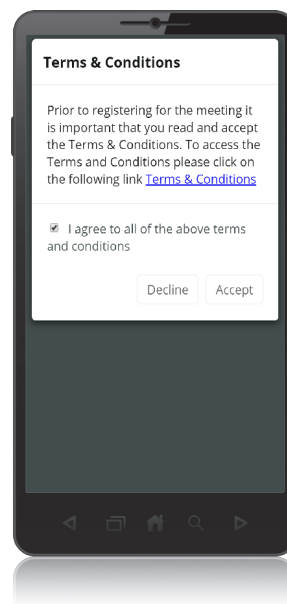 Terms & Conditions
Prior to registering for the meeting it
is important that you read and accept
the Terms & Conditions. To access the
Terms and Conditions please click on
the following link Terms & Conditions
I agree to all of the above terms
and conditions
Decline Accept